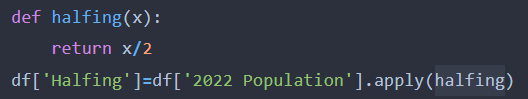 def halfing(x):
    return x/2
df['Halfing']=df['2022 Population'].apply(halfing)